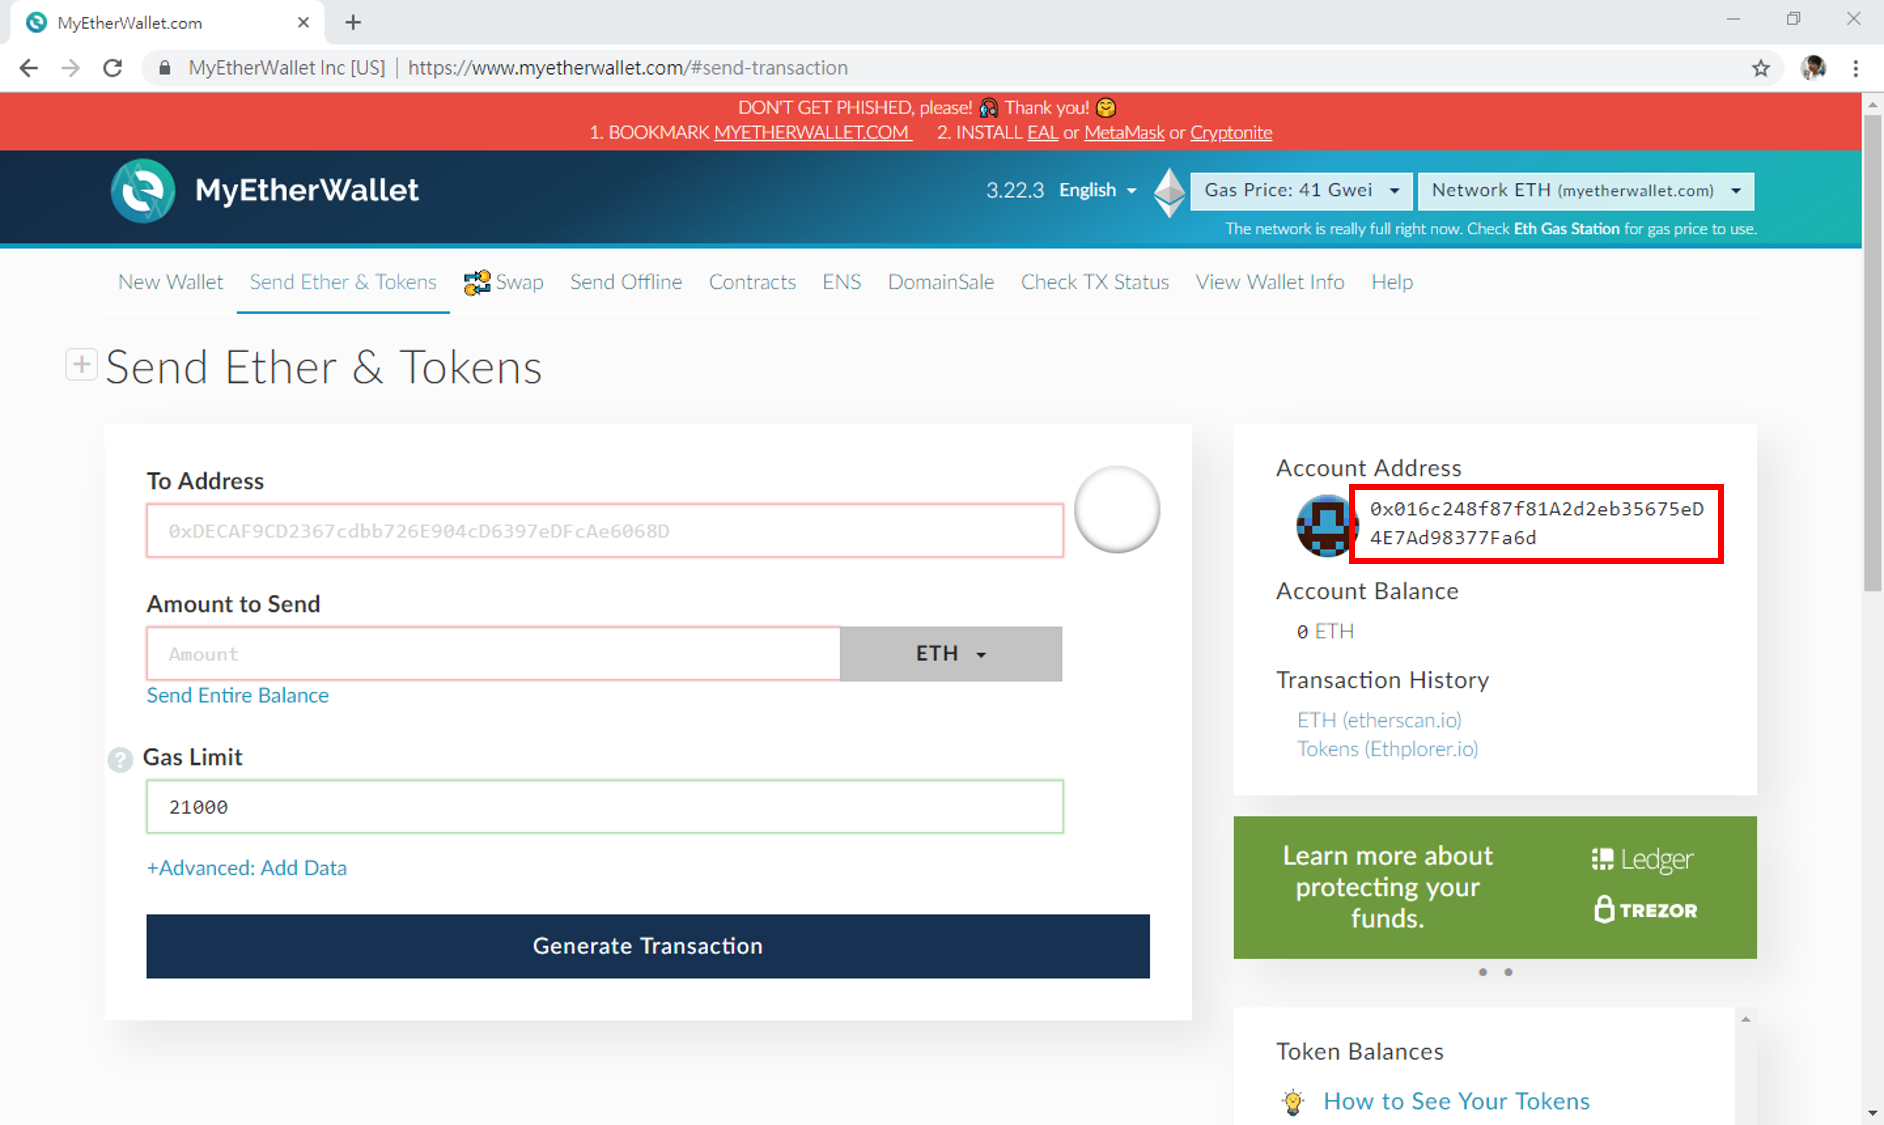 MyEtherWallet.com
MyEtherWallet Inc [US] | https://www.myetherwallet.com/#send-transaction
DON'T GET PHISHED, please! Thank you!
1. BOOKMARK MYETHERWALLET.COM 2. INSTALL EAL or MetaMask or Cryptonite
MyEtherWallet
3.22.3 English Gas Price: 41 Gwei Network ETH (myetherwallet.com)
The network is really full right now. Check Eth Gas Station for gas price to use.
New Wallet Send Ether & Tokens Swap Send Offline Contracts ENS DomainSale Check TX Status View Wallet Info Help
Send Ether & Tokens
To Address
0xDECAF9CD2367cdbb726E904cD6397eDFcAe6068D
Amount to Send
Amount
ETH
Send Entire Balance
Gas Limit
21000
+Advanced: Add Data
Generate Transaction
Account Address
0x016c248f87f81A2d2eb35675eD
4E7Ad98377Fa6d
Account Balance
0 ETH
Transaction History
ETH (etherscan.io)
Tokens (Ethplorer.io)
Learn more about
protecting your
funds.
Ledger
TREZOR
Token Balances
How to See Your Tokens